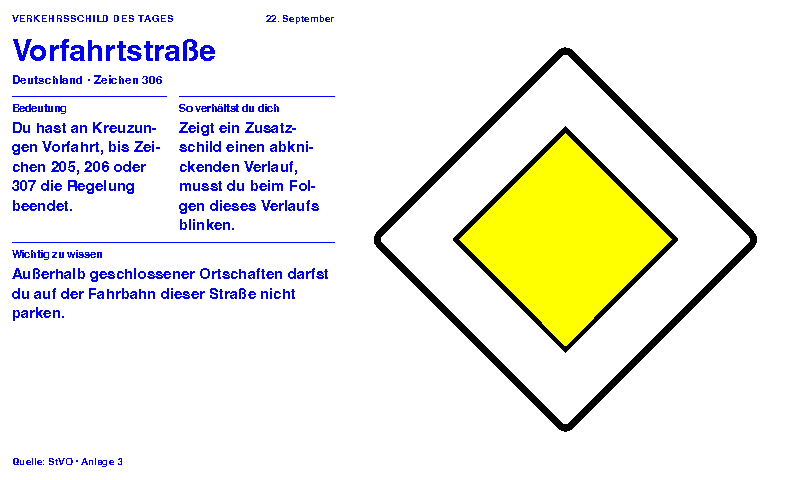 VERKEHRSSCHILD DES TAGES
22. September
Vorfahrtstraße
Deutschland · Zeichen 306
Bedeutung
Du hast an Kreuzun-
gen Vorfahrt, bis Zei-
chen 205, 206 oder
307 die Regelung
beendet.
So verhältst du dich
Zeigt ein Zusatz-
schild einen abkni-
ckenden Verlauf,
musst du beim Fol-
gen dieses Verlaufs
blinken.
Wichtig zu wissen
Außerhalb geschlossener Ortschaften darfst
du auf der Fahrbahn dieser Straße nicht
parken.
Quelle: StVO · Anlage 3